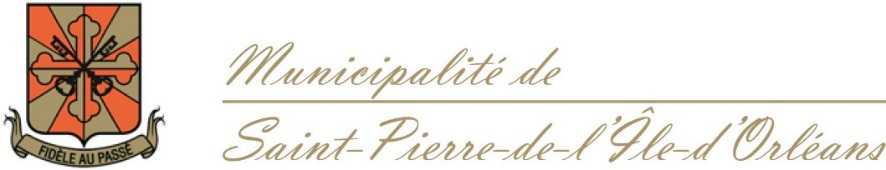 FIDÈLE AU PASSÉ
Municipalité de
Saint-Pierre-de-l'Île-d'Orléans